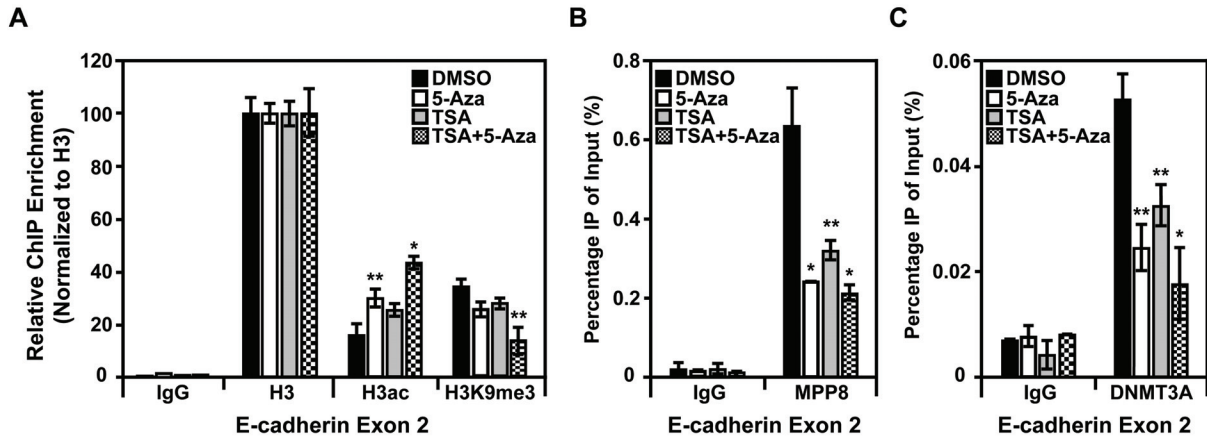 A
Relative ChIP Enrichment
(Normalized to H3)
120
100
80
60
40
20
0
DMSO
5-Aza
TSA
TSA+5-Aza
**
*
**
IgG H3 H3ac H3K9me3
E-cadherin Exon 2
B
Percentage IP of Input (%)
0.8
0.6
0.4
0.2
0
DMSO
5-Aza
TSA
TSA+5-Aza
*
**
*
IgG MPP8
E-cadherin Exon 2
C
Percentage IP of Input (%)
0.06
0.04
0.02
0
DMSO
5-Aza
TSA
TSA+5-Aza
**
**
*
IgG DNMT3A
E-cadherin Exon 2